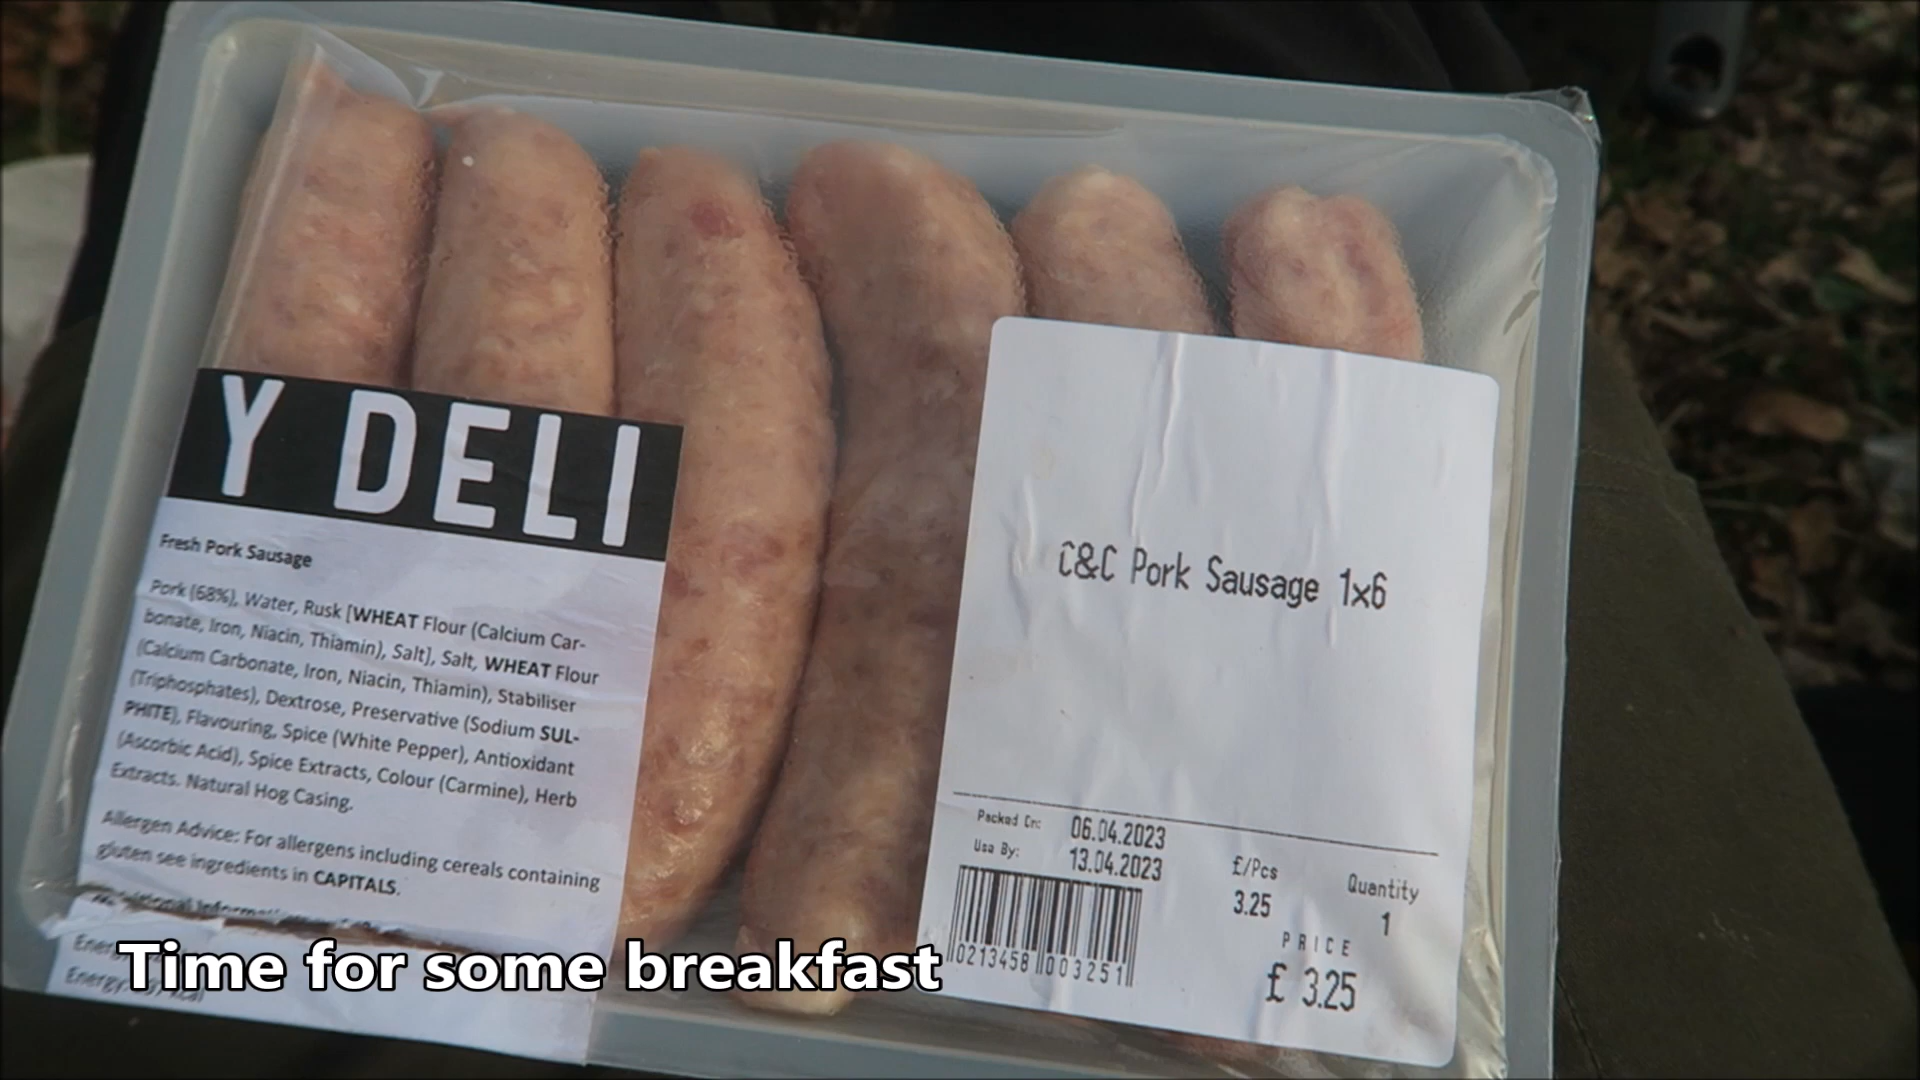 Y DELI
Fresh Pork Sausage
Pork (68%), Water, Rusk [WHEAT Flour (Calcium Car-
bonate, Iron, Niacin, Thiamin), Salt], Salt, WHEAT Flour
(Calcium Carbonate, Iron, Niacin, Thiamin), Stabiliser
(Triphosphates), Dextrose, Preservative (Sodium SUL-
PHITE), Flavouring, Spice (White Pepper), Antioxidant
(Ascorbic Acid), Spice Extracts, Colour (Carmine), Herb
Extracts. Natural Hog Casing.
Allergen Advice: For allergens including cereals containing
gluten see ingredients in CAPITALS.
Energy
C&C Pork Sausage 1x6
Packed On: 06.04.2023
Use By: 13.04.2023
£/Pcs
3.25
Quantity
1
PRICE
£ 3.25
0213458 003251
Time for some breakfast